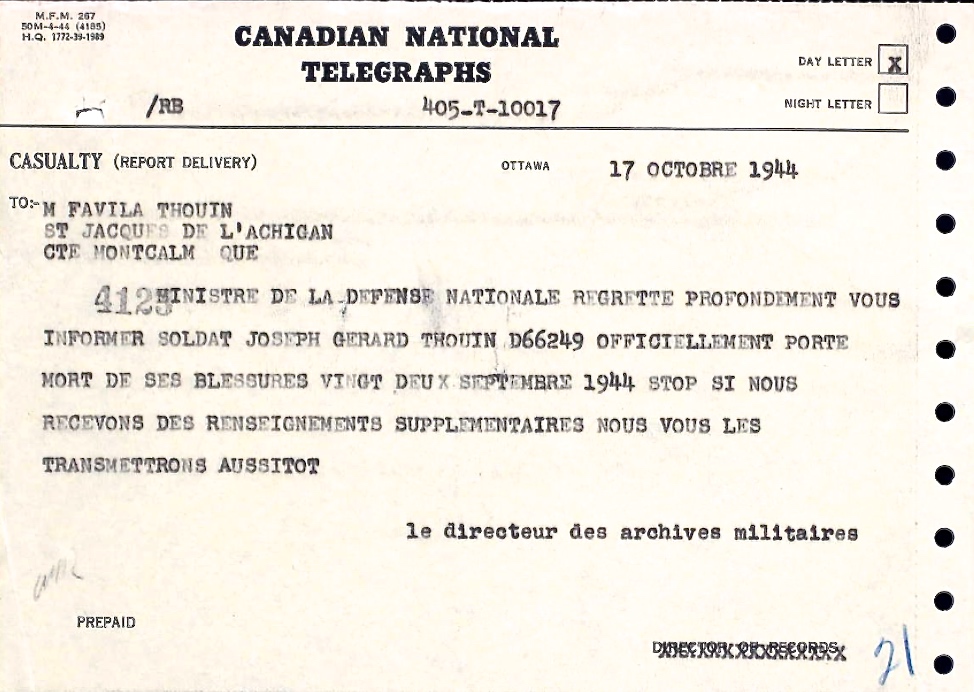 M.F.M. 267
50M-4-44 (4185)
H.Q. 1772-39-1989
CANADIAN NATIONAL
TELEGRAPHS
DAY LETTER X
NIGHT LETTER
/RB 405-T-10017
CASUALTY (REPORT DELIVERY) OTTAWA 17 OCTOBRE 1944
TO:- M FAVILA THOUIN
ST JACQUES DE L'ACHIGAN
CTE MONTCALM QUE
4125 MINISTRE DE LA DEFENSE NATIONALE REGRETTE PROFONDEMENT VOUS
INFORMER SOLDAT JOSEPH GERARD THOUIN D66249 OFFICIELLEMENT PORTE
MORT DE SES BLESSURES VINGT DEUX SEPTEMBRE 1944 STOP SI NOUS
RECEVONS DES RENSEIGNEMENTS SUPPLEMENTAIRES NOUS VOUS LES
TRANSMETTRONS AUSSITOT
le directeur des archives militaires
PREPAID
DIRECTOR OF RECORDS
21